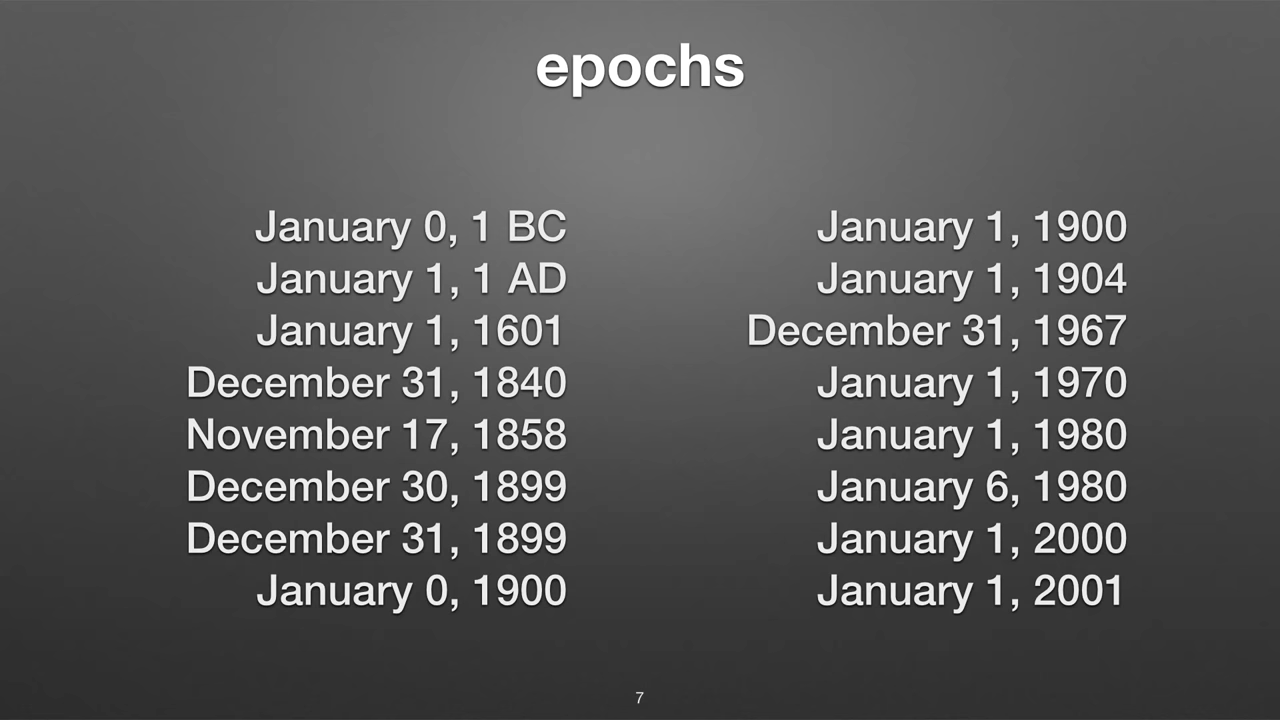 epochs
January 0, 1 BC
January 1, 1 AD
January 1, 1601
December 31, 1840
November 17, 1858
December 30, 1899
December 31, 1899
January 0, 1900
January 1, 1900
January 1, 1904
December 31, 1967
January 1, 1970
January 1, 1980
January 6, 1980
January 1, 2000
January 1, 2001
7